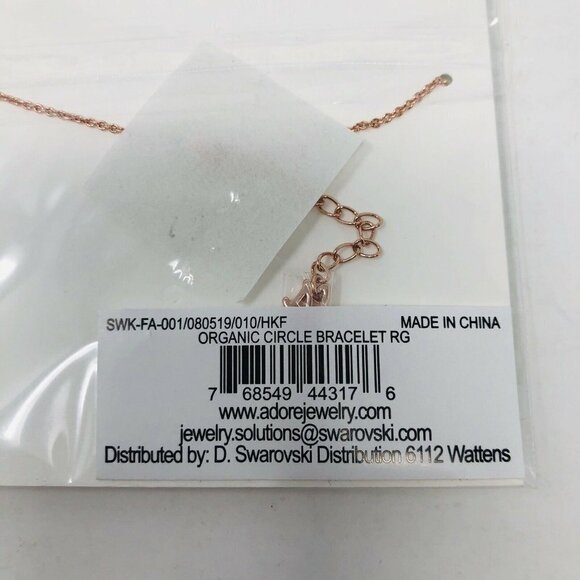 SWK-FA-001/080519/010/HKF MADE IN CHINA
ORGANIC CIRCLE BRACELET RG
7 68549 44317 6
www.adorejewelry.com
jewelry.solutions@swarovski.com
Distributed by: D. Swarovski Distribution 6112 Wattens